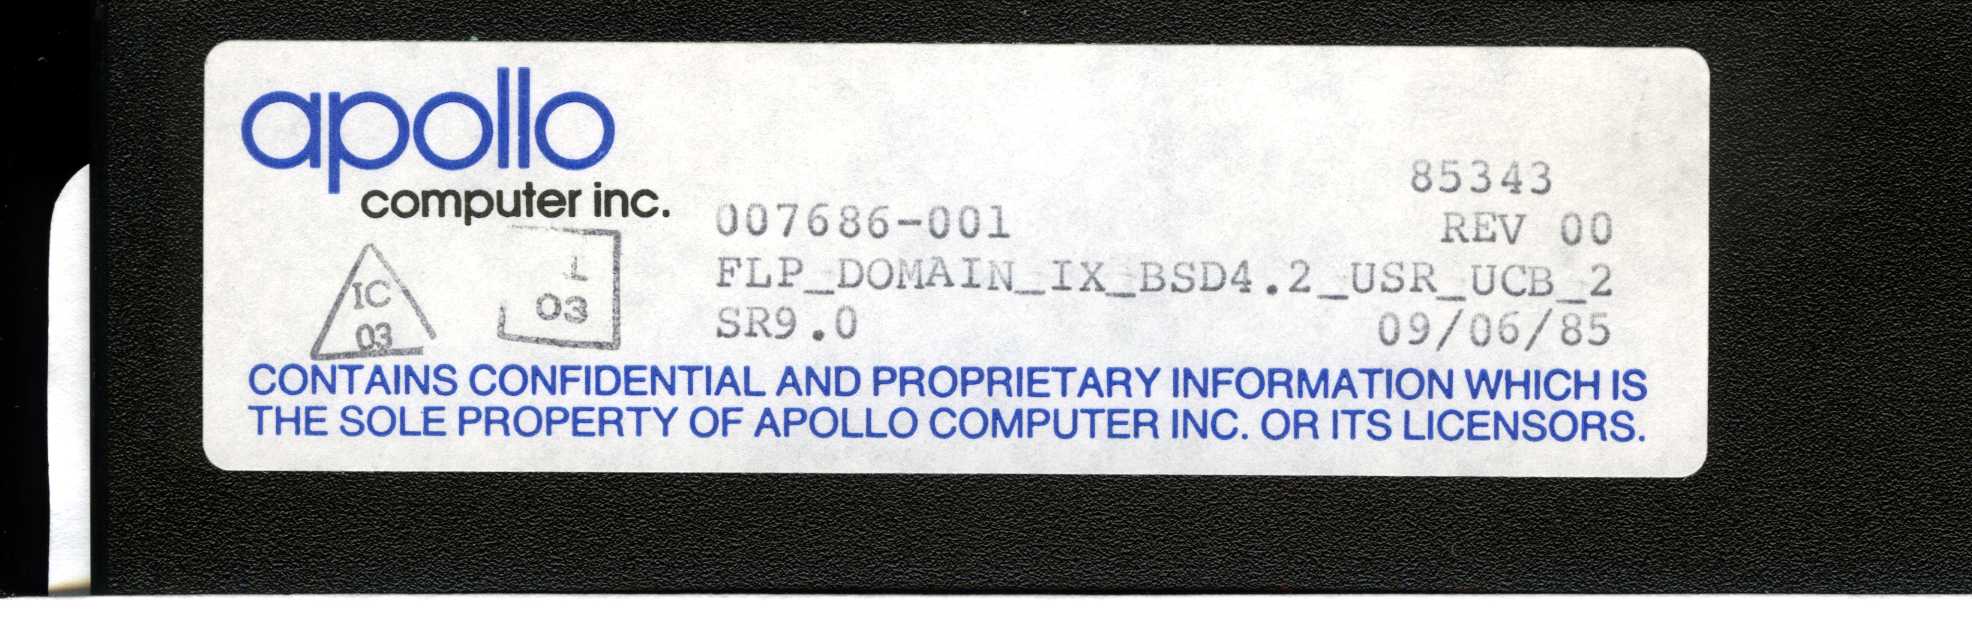 apollo
computer inc.
85343
007686-001 REV 00
FLP_DOMAIN_IX_BSD4.2_USR_UCB_2
SR9.0 09/06/85
IC
03
1
03
CONTAINS CONFIDENTIAL AND PROPRIETARY INFORMATION WHICH IS
THE SOLE PROPERTY OF APOLLO COMPUTER INC. OR ITS LICENSORS.